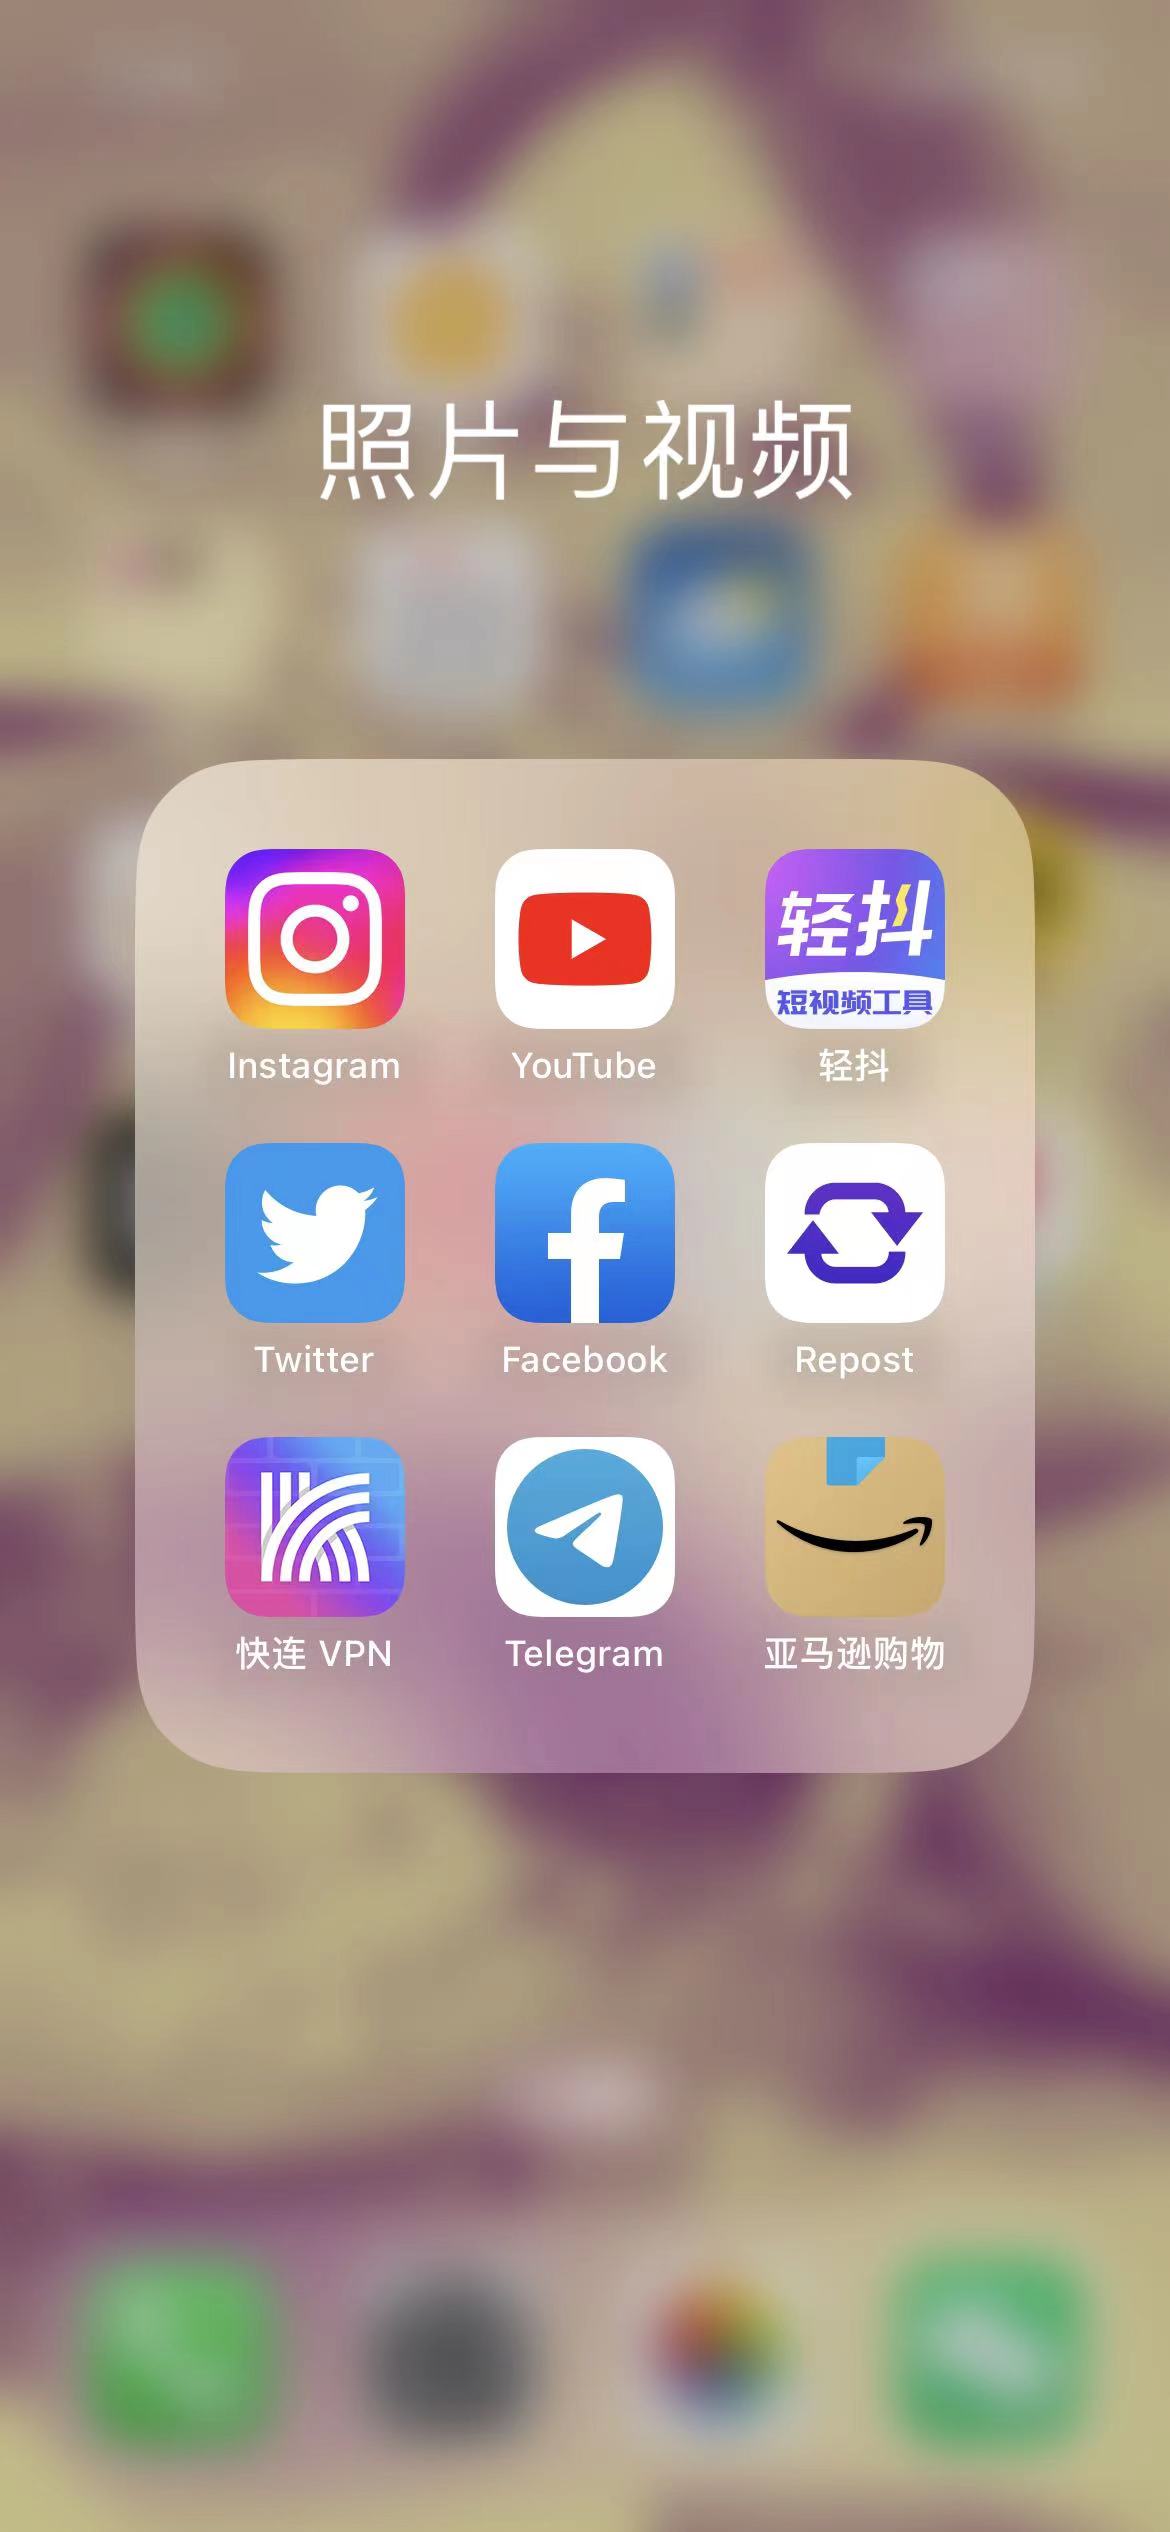 照片与视频
轻抖
短视频工具
Instagram
YouTube
轻抖
Twitter
Facebook
Repost
快连 VPN
Telegram
亚马逊购物